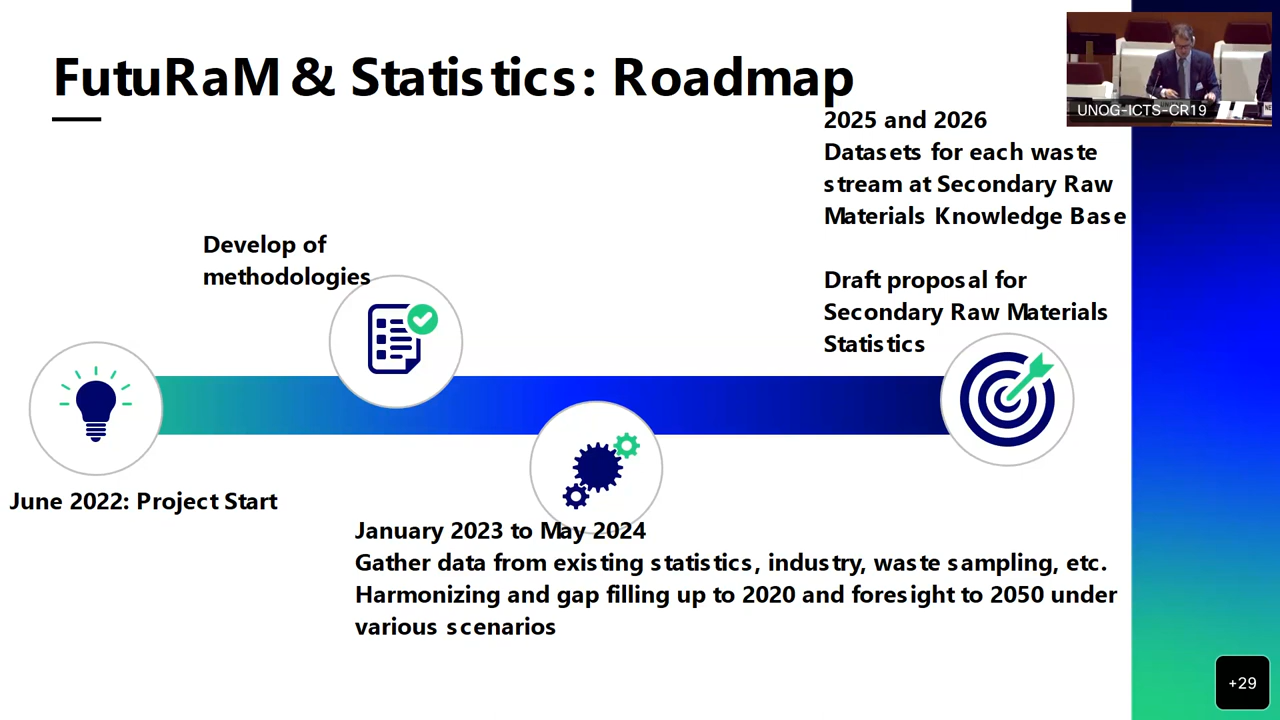 FutuRaM & Statistics: Roadmap
UNOG-ICTS-CR19
2025 and 2026
Datasets for each waste
stream at Secondary Raw
Materials Knowledge Base
Draft proposal for
Secondary Raw Materials
Statistics
Develop of
methodologies
June 2022: Project Start
January 2023 to May 2024
Gather data from existing statistics, industry, waste sampling, etc.
Harmonizing and gap filling up to 2020 and foresight to 2050 under
various scenarios
+29